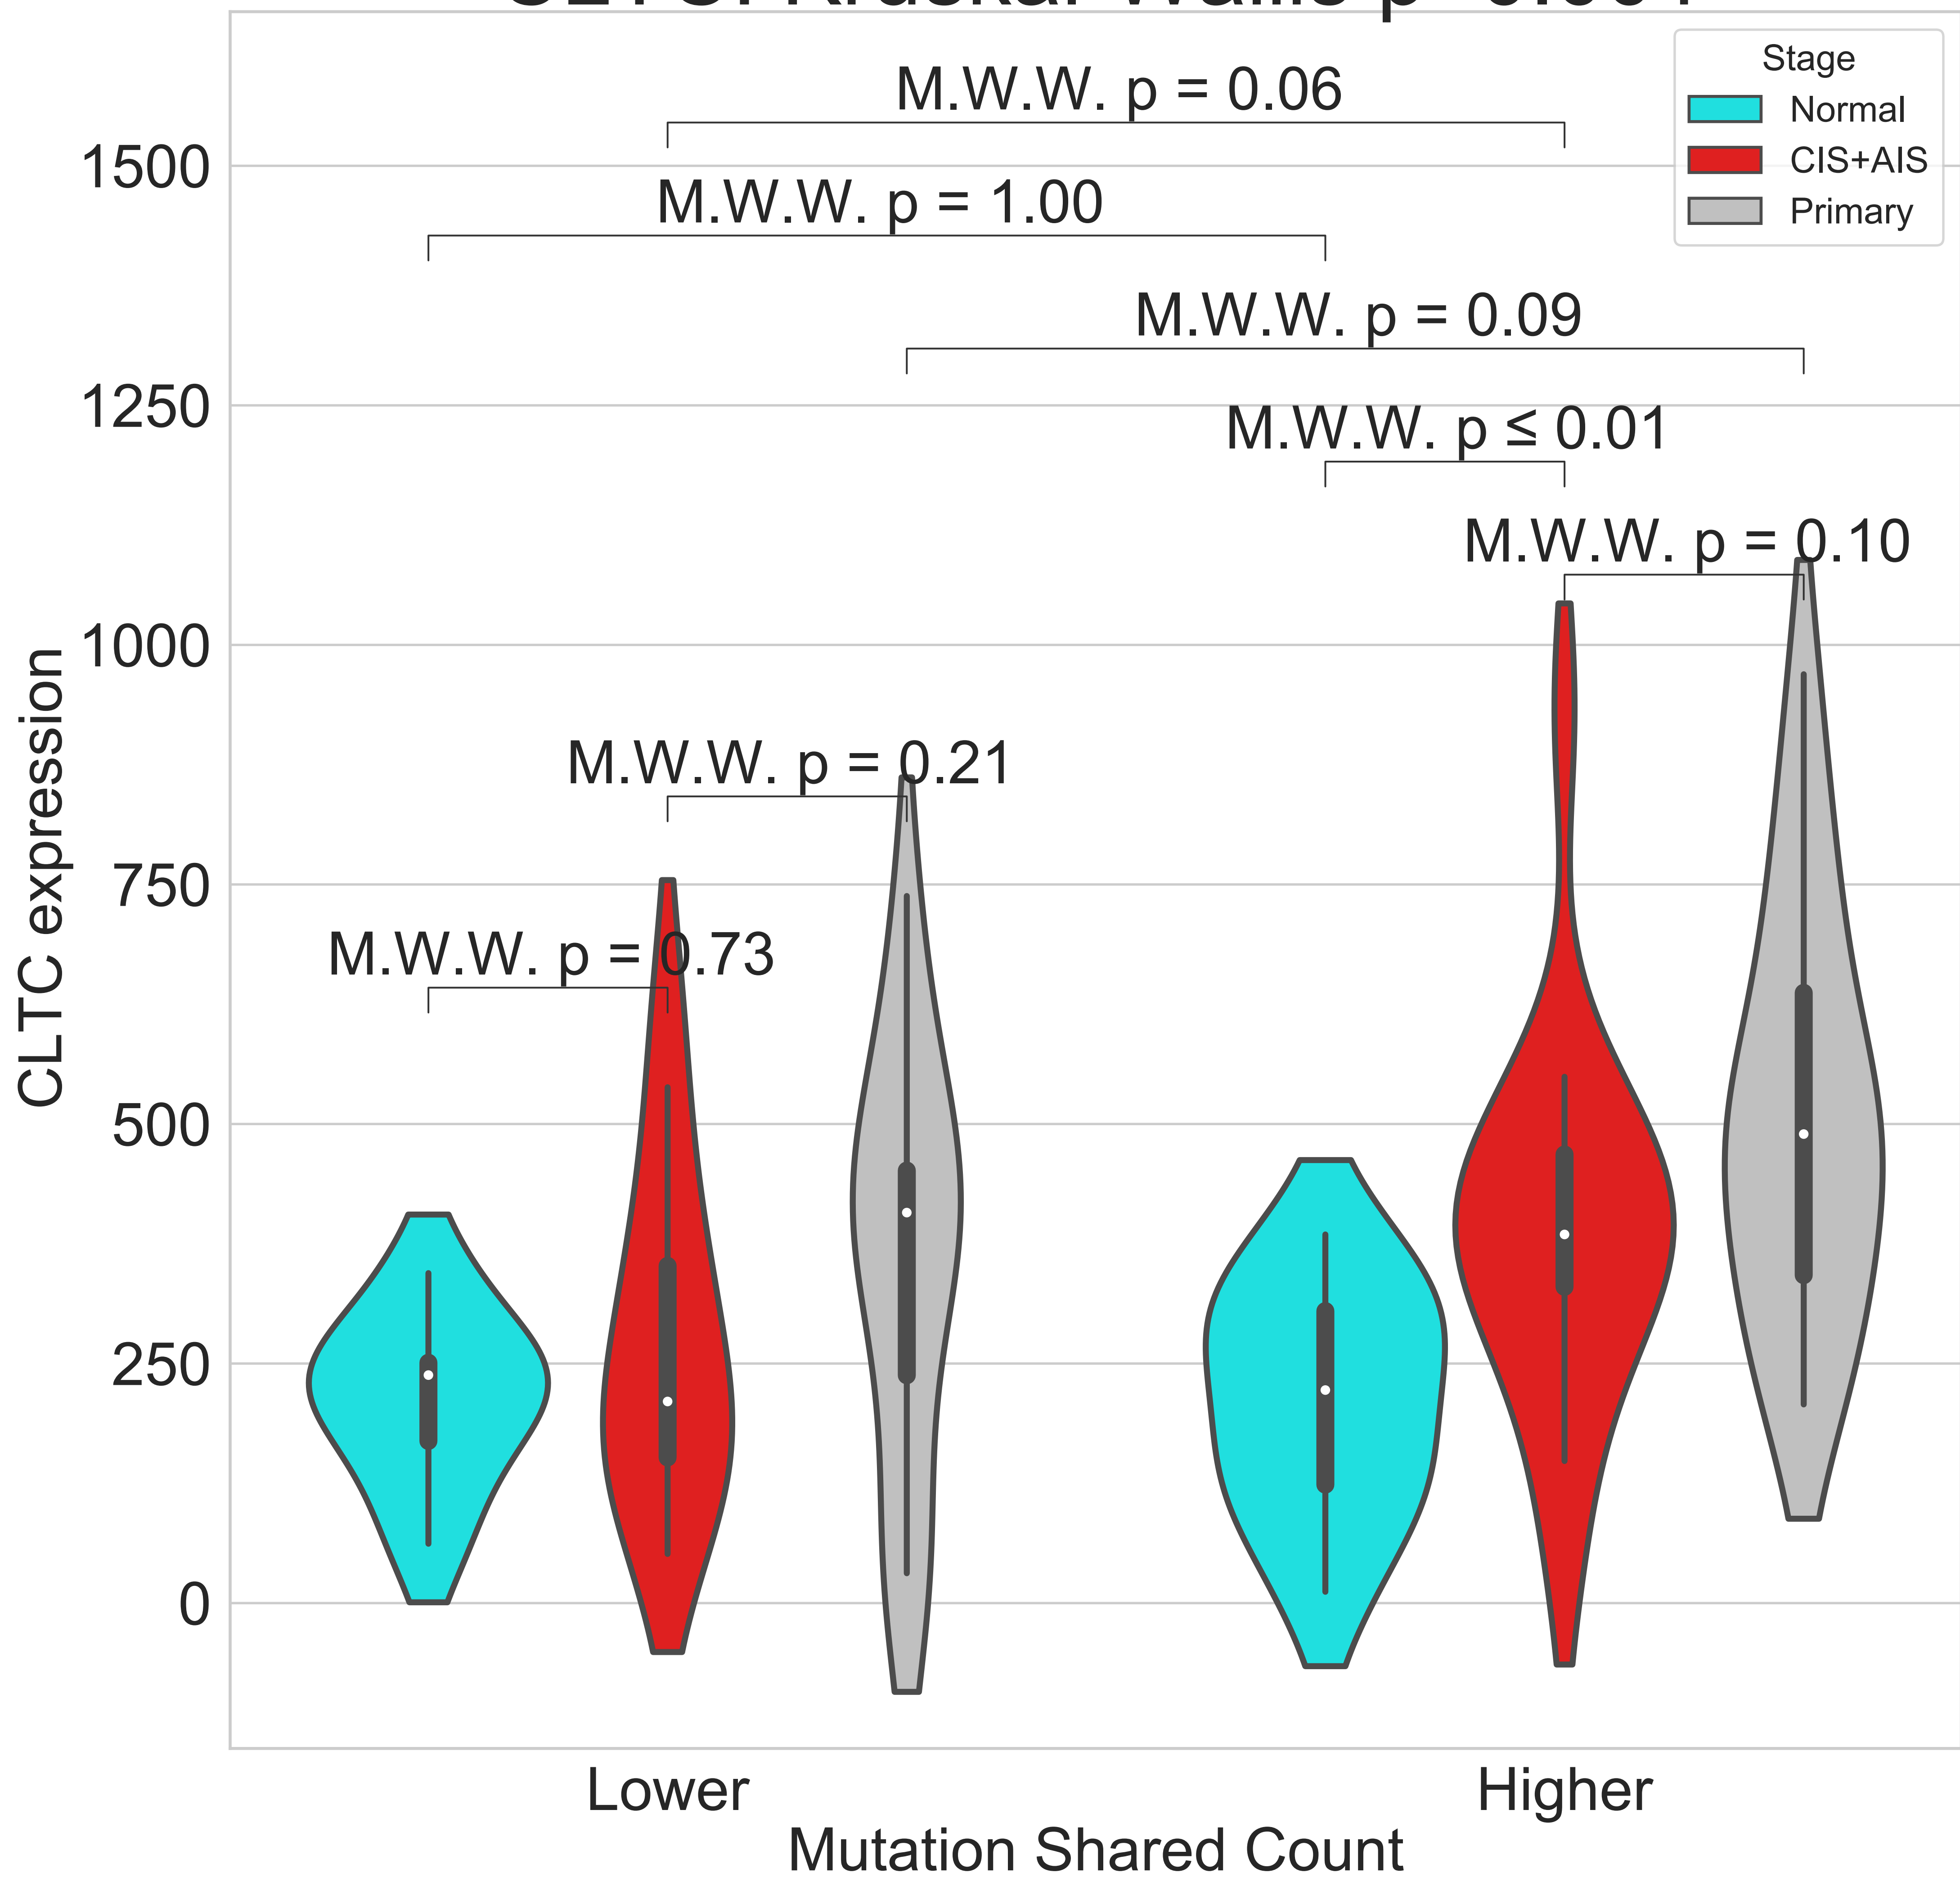 Stage
Normal
CIS+AIS
Primary
M.W.W. p = 0.06
M.W.W. p = 1.00
M.W.W. p = 0.09
M.W.W. p ≤ 0.01
M.W.W. p = 0.10
M.W.W. p = 0.21
M.W.W. p = 0.73
1500
1250
1000
750
500
250
0
CLTC expression
Lower
Higher
Mutation Shared Count